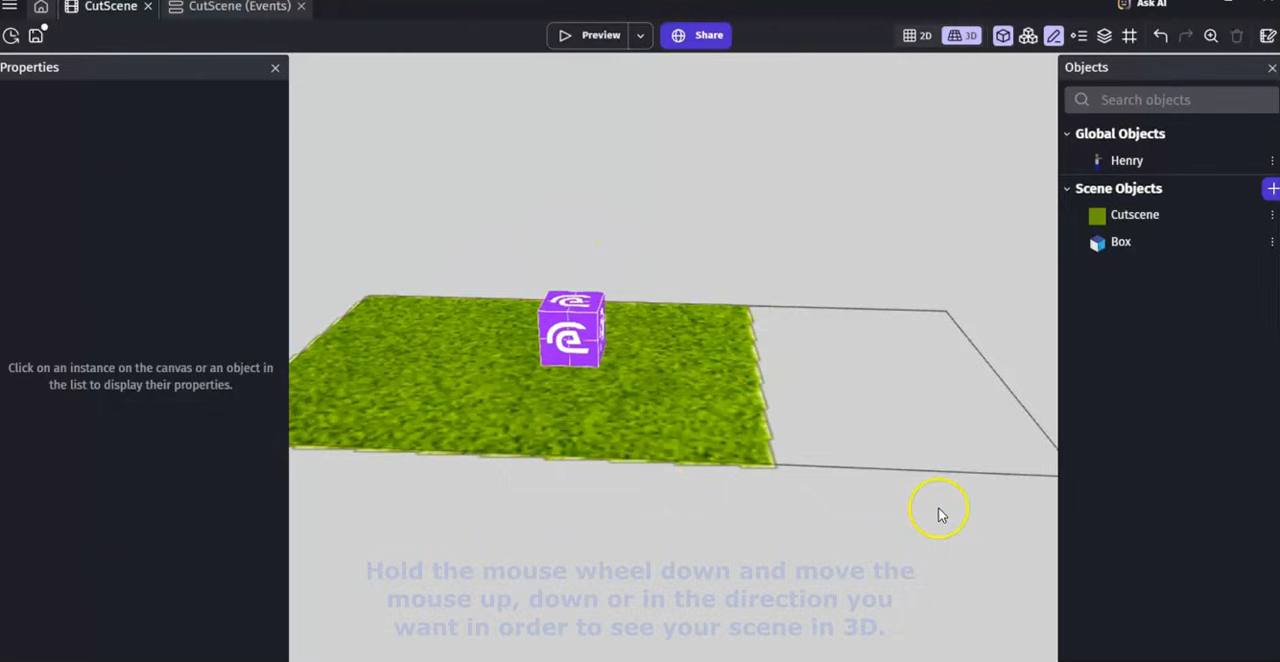 CutScene
CutScene (Events)
Ask AI
Preview
Share
2D
3D
Properties
Objects
Search objects
Global Objects
Henry
Scene Objects
Cutscene
Box
Click on an instance on the canvas or an object in
the list to display their properties.
Hold the mouse wheel down and move the
mouse up, down or in the direction you
want in order to see your scene in 3D.